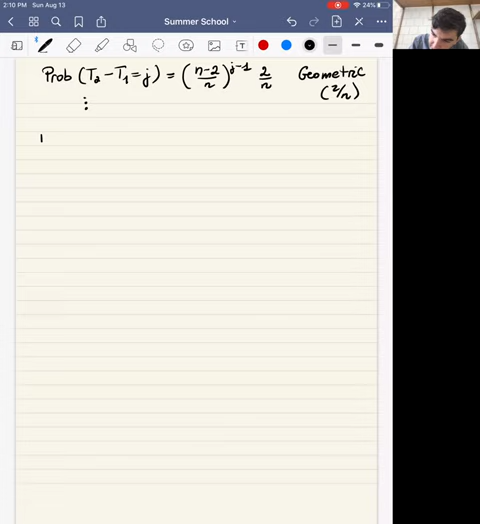 2:10 PM Sun Aug 13
24%
Summer School
Prob (T₂ - T₁ = j) = ((n-2)/n)^(j-1) 2/n Geometric
⋮ (2/n)